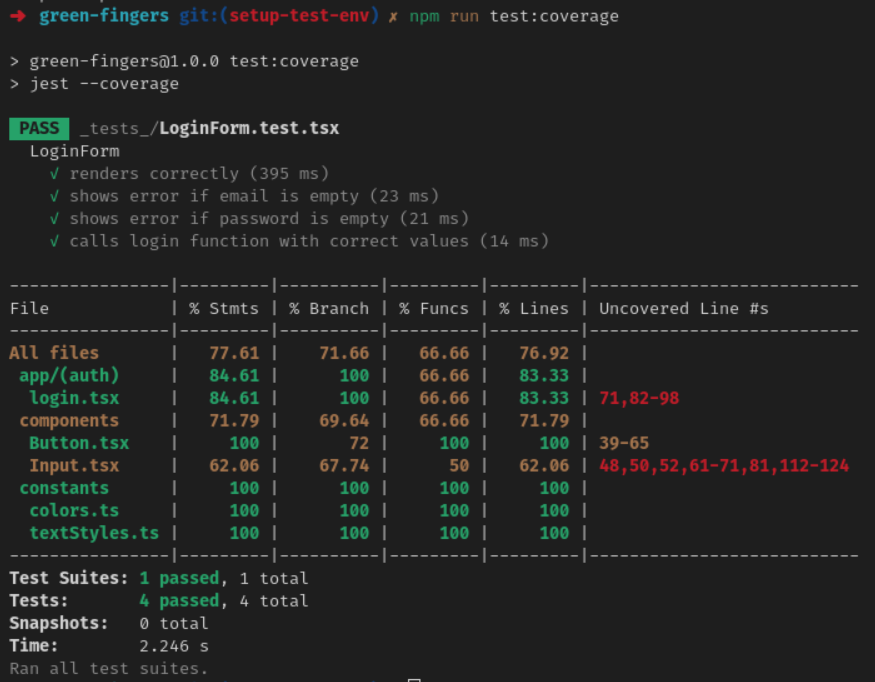 ➜ green-fingers git:(setup-test-env) ✗ npm run test:coverage
> green-fingers@1.0.0 test:coverage
> jest --coverage
PASS _tests_/LoginForm.test.tsx
LoginForm
√ renders correctly (395 ms)
√ shows error if email is empty (23 ms)
√ shows error if password is empty (21 ms)
√ calls login function with correct values (14 ms)
----------------|---------|----------|---------|---------|---------------------------
File | % Stmts | % Branch | % Funcs | % Lines | Uncovered Line #s
----------------|---------|----------|---------|---------|---------------------------
All files | 77.61 | 71.66 | 66.66 | 76.92 |
app/(auth) | 84.61 | 100 | 66.66 | 83.33 |
login.tsx | 84.61 | 100 | 66.66 | 83.33 | 71,82-98
components | 71.79 | 69.64 | 66.66 | 71.79 |
Button.tsx | 100 | 72 | 100 | 100 | 39-65
Input.tsx | 62.06 | 67.74 | 50 | 62.06 | 48,50,52,61-71,81,112-124
constants | 100 | 100 | 100 | 100 |
colors.ts | 100 | 100 | 100 | 100 |
textStyles.ts | 100 | 100 | 100 | 100 |
----------------|---------|----------|---------|---------|---------------------------
Test Suites: 1 passed, 1 total
Tests: 4 passed, 4 total
Snapshots: 0 total
Time: 2.246 s
Ran all test suites.